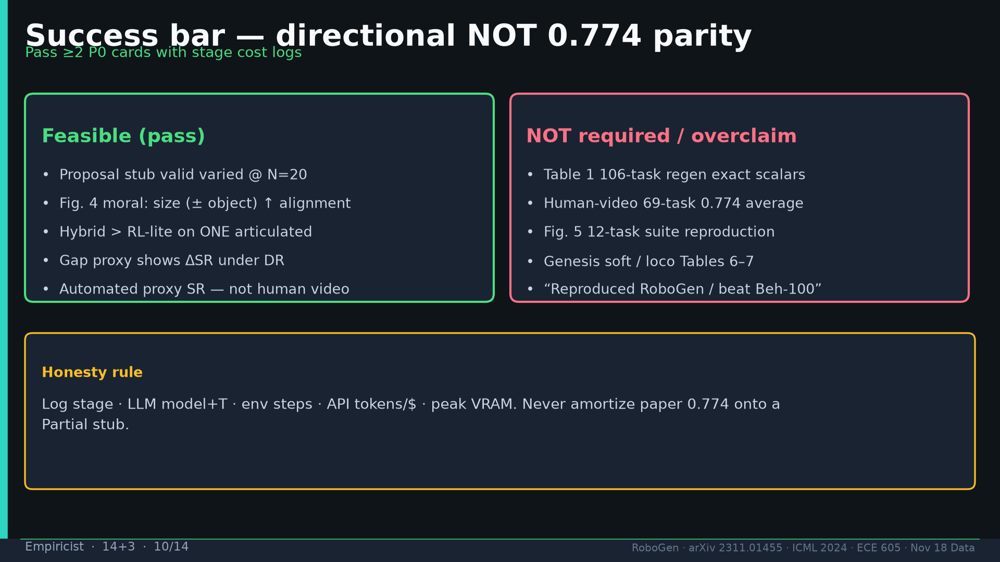 Success bar — directional NOT 0.774 parity
Pass ≥2 P0 cards with stage cost logs
Feasible (pass)
• Proposal stub valid varied @ N=20
• Fig. 4 moral: size (± object) ↑ alignment
• Hybrid > RL-lite on ONE articulated
• Gap proxy shows ΔSR under DR
• Automated proxy SR — not human video
NOT required / overclaim
• Table 1 106-task regen exact scalars
• Human-video 69-task 0.774 average
• Fig. 5 12-task suite reproduction
• Genesis soft / loco Tables 6–7
• “Reproduced RoboGen / beat Beh-100”
Honesty rule
Log stage · LLM model+T · env steps · API tokens/$ · peak VRAM. Never amortize paper 0.774 onto a
Partial stub.
Empiricist · 14+3 · 10/14
RoboGen · arXiv 2311.01455 · ICML 2024 · ECE 605 · Nov 18 Data